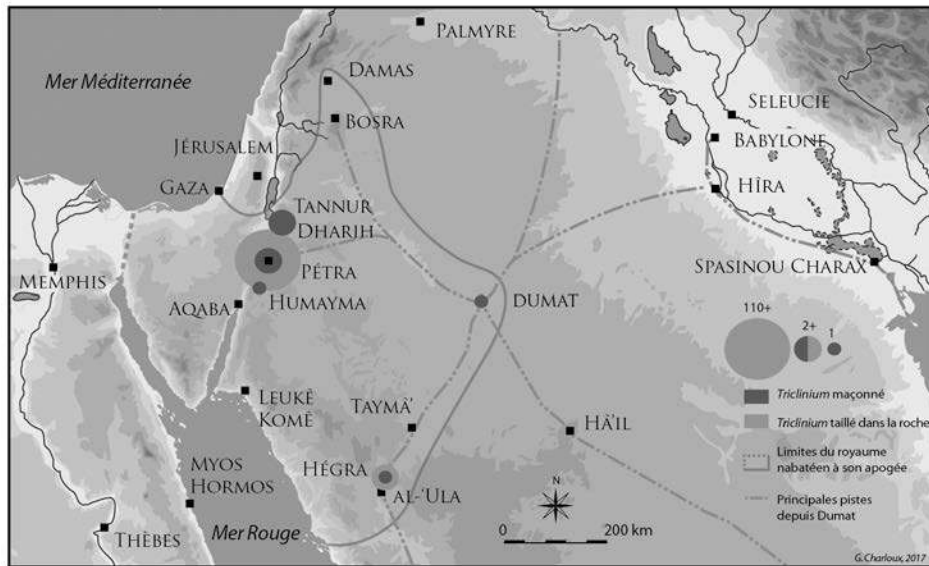 PALMYRE
Mer Méditerranée
DAMAS
SELEUCIE
BOSRA
BABYLONE
JÉRUSALEM
HÎRA
GAZA
TANNUR
DHARIH
SPASINOU CHARAX
MEMPHIS
PÉTRA
AQABA
HUMAYMA
DUMAT
110+
2+
1
LEUKÊ
KOMÊ
TAYMÂ’
HÂ’IL
Triclinium maçonné
Triclinium taillé dans la roche
Limites du royaume
nabatéen à son apogée
Principales pistes
depuis Dumat
HÉGRA
AL-‘ULA
MYOS
HORMOS
N
0 200 km
Mer Rouge
THÈBES
G. Charloux, 2017